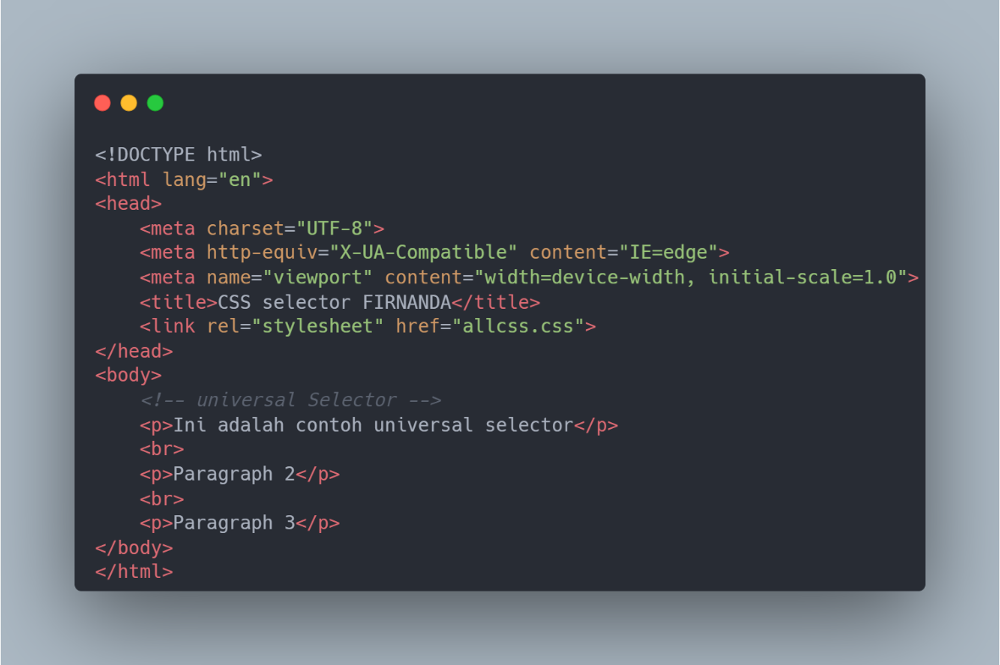 <!DOCTYPE html>
<html lang="en">
<head>
    <meta charset="UTF-8">
    <meta http-equiv="X-UA-Compatible" content="IE=edge">
    <meta name="viewport" content="width=device-width, initial-scale=1.0">
    <title>CSS selector FIRNANDA</title>
    <link rel="stylesheet" href="allcss.css">
</head>
<body>
    <!-- universal Selector -->
    <p>Ini adalah contoh universal selector</p>
    <br>
    <p>Paragraph 2</p>
    <br>
    <p>Paragraph 3</p>
</body>
</html>